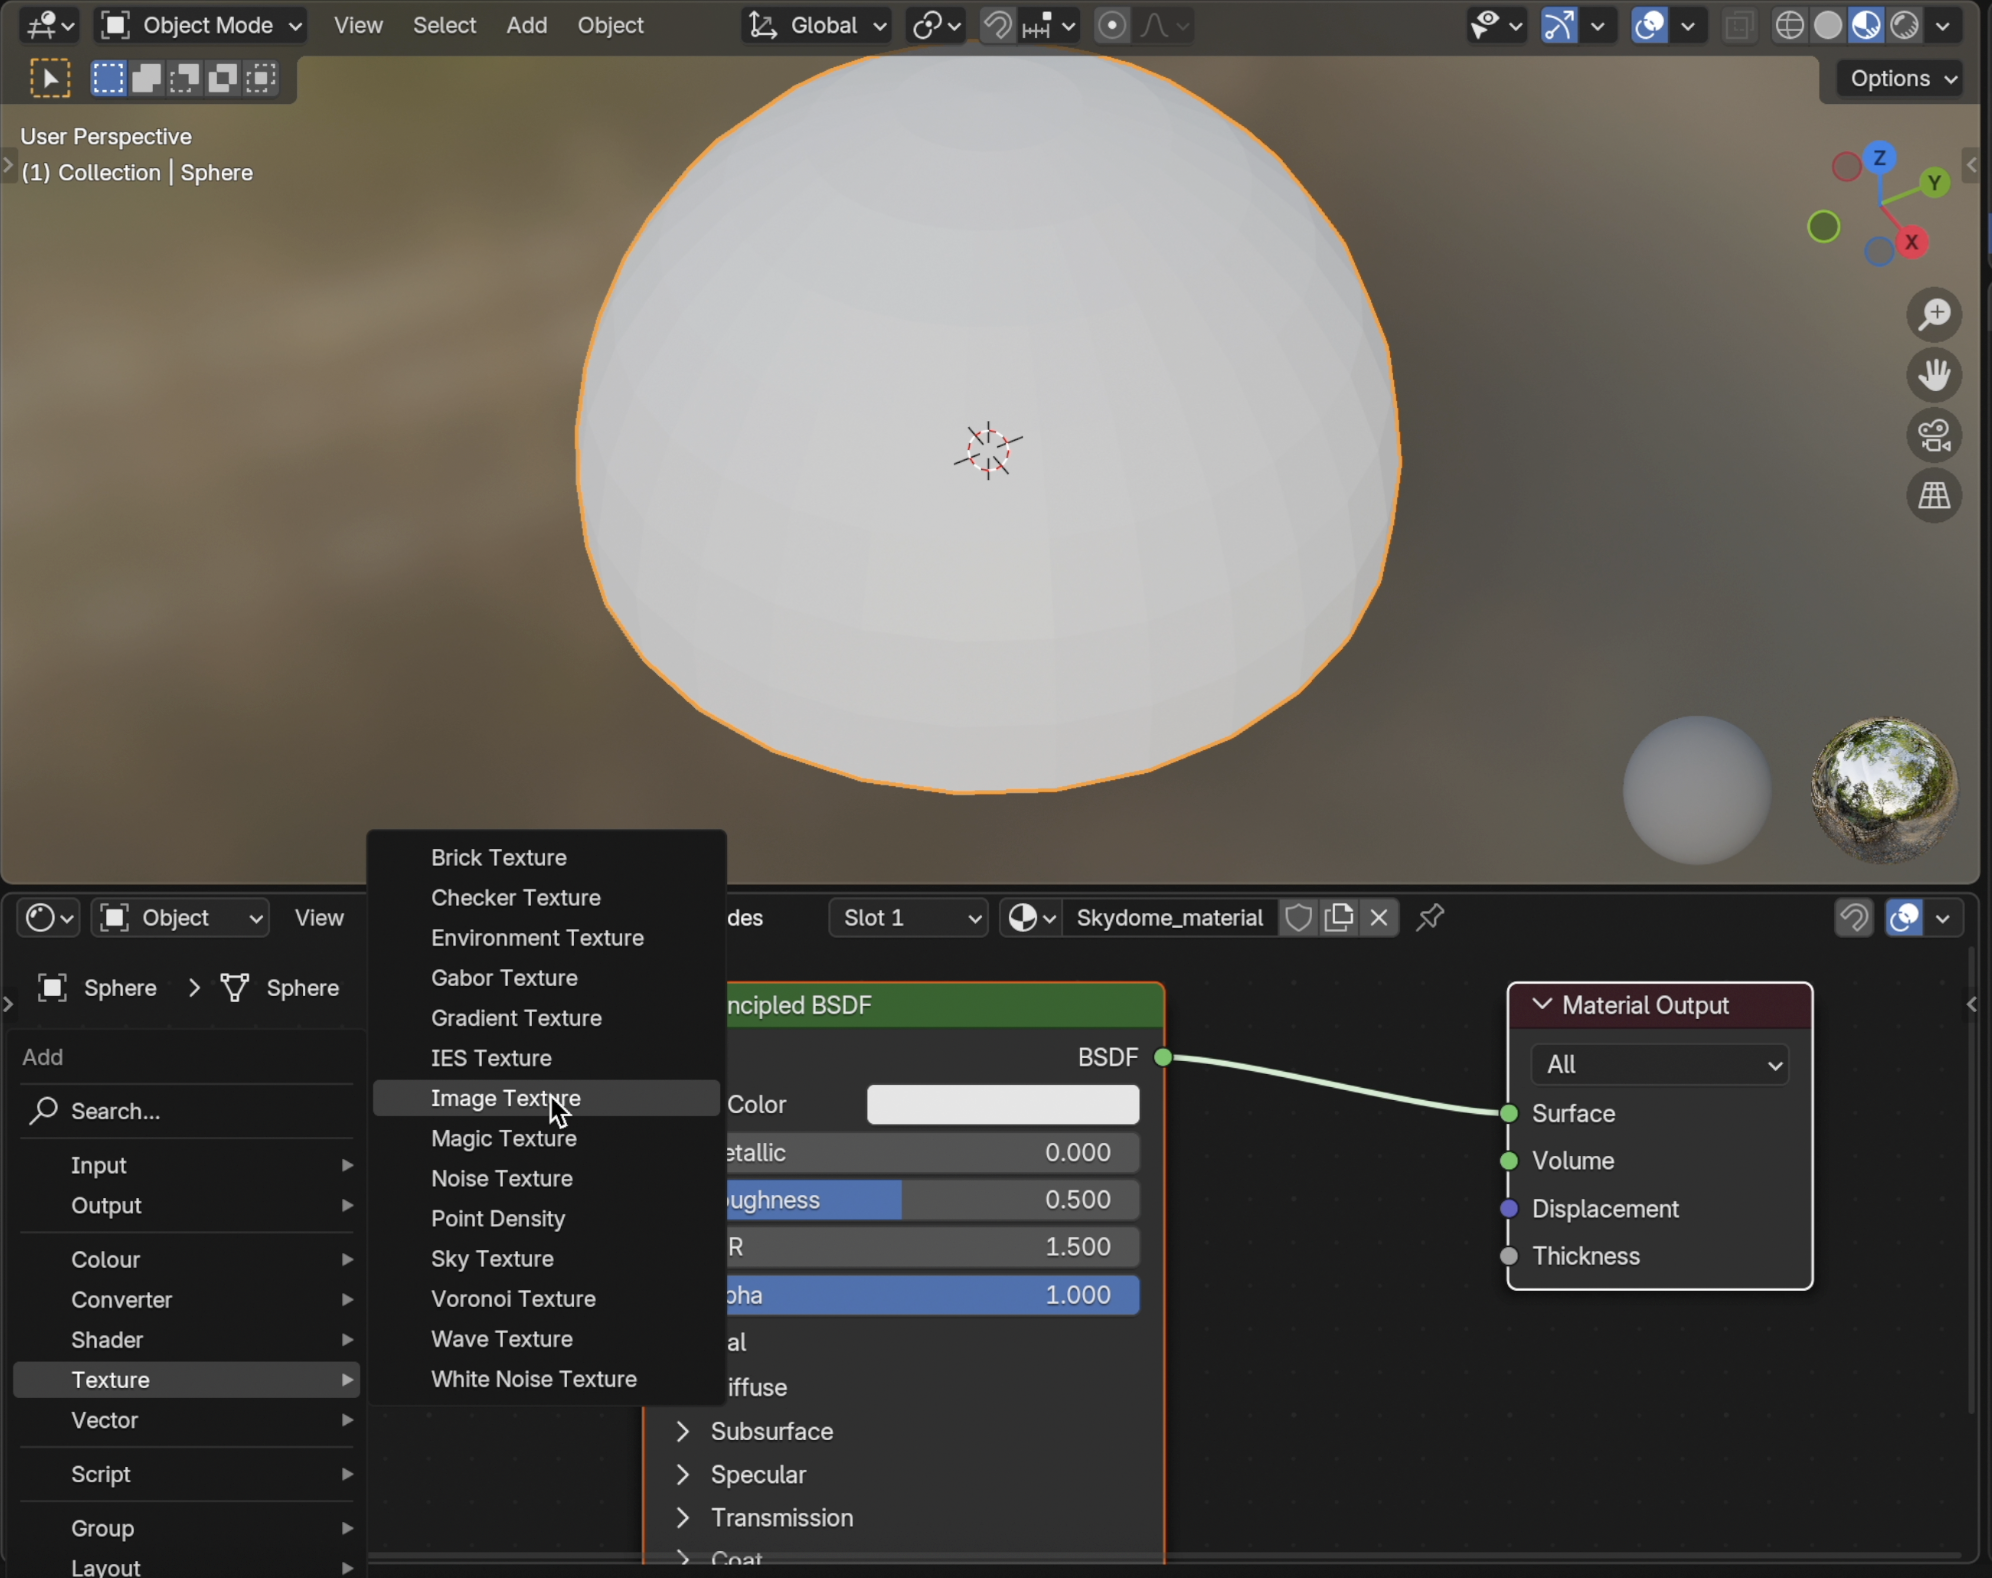 Object Mode View Select Add Object Global
Options
User Perspective
(1) Collection | Sphere
Z
Y
X
Brick Texture
Checker Texture
Environment Texture
Gabor Texture
Gradient Texture
IES Texture
Image Texture
Magic Texture
Noise Texture
Point Density
Sky Texture
Voronoi Texture
Wave Texture
White Noise Texture
Object View des Slot 1 Skydome_material
Sphere > Sphere
Add
Search...
Input
Output
Colour
Converter
Shader
Texture
Vector
Script
Group
Layout
ncipled BSDF
BSDF
Color
etallic 0.000
ughness 0.500
R 1.500
pha 1.000
al
iffuse
Subsurface
Specular
Transmission
Coat
Material Output
All
Surface
Volume
Displacement
Thickness